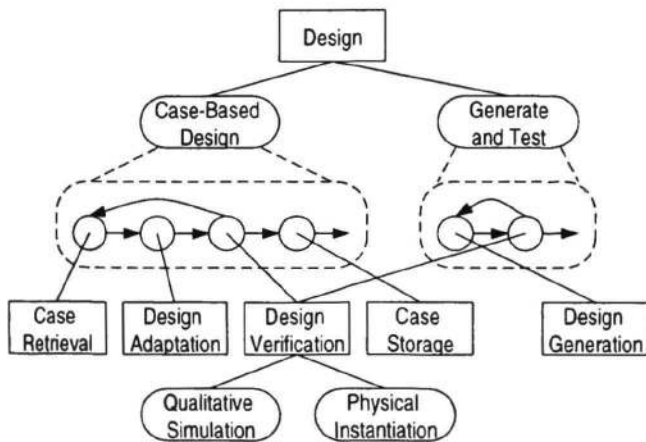 Design
Case-Based
Design
Generate
and Test
Case
Retrieval
Design
Adaptation
Design
Verification
Case
Storage
Design
Generation
Qualitative
Simulation
Physical
Instantiation